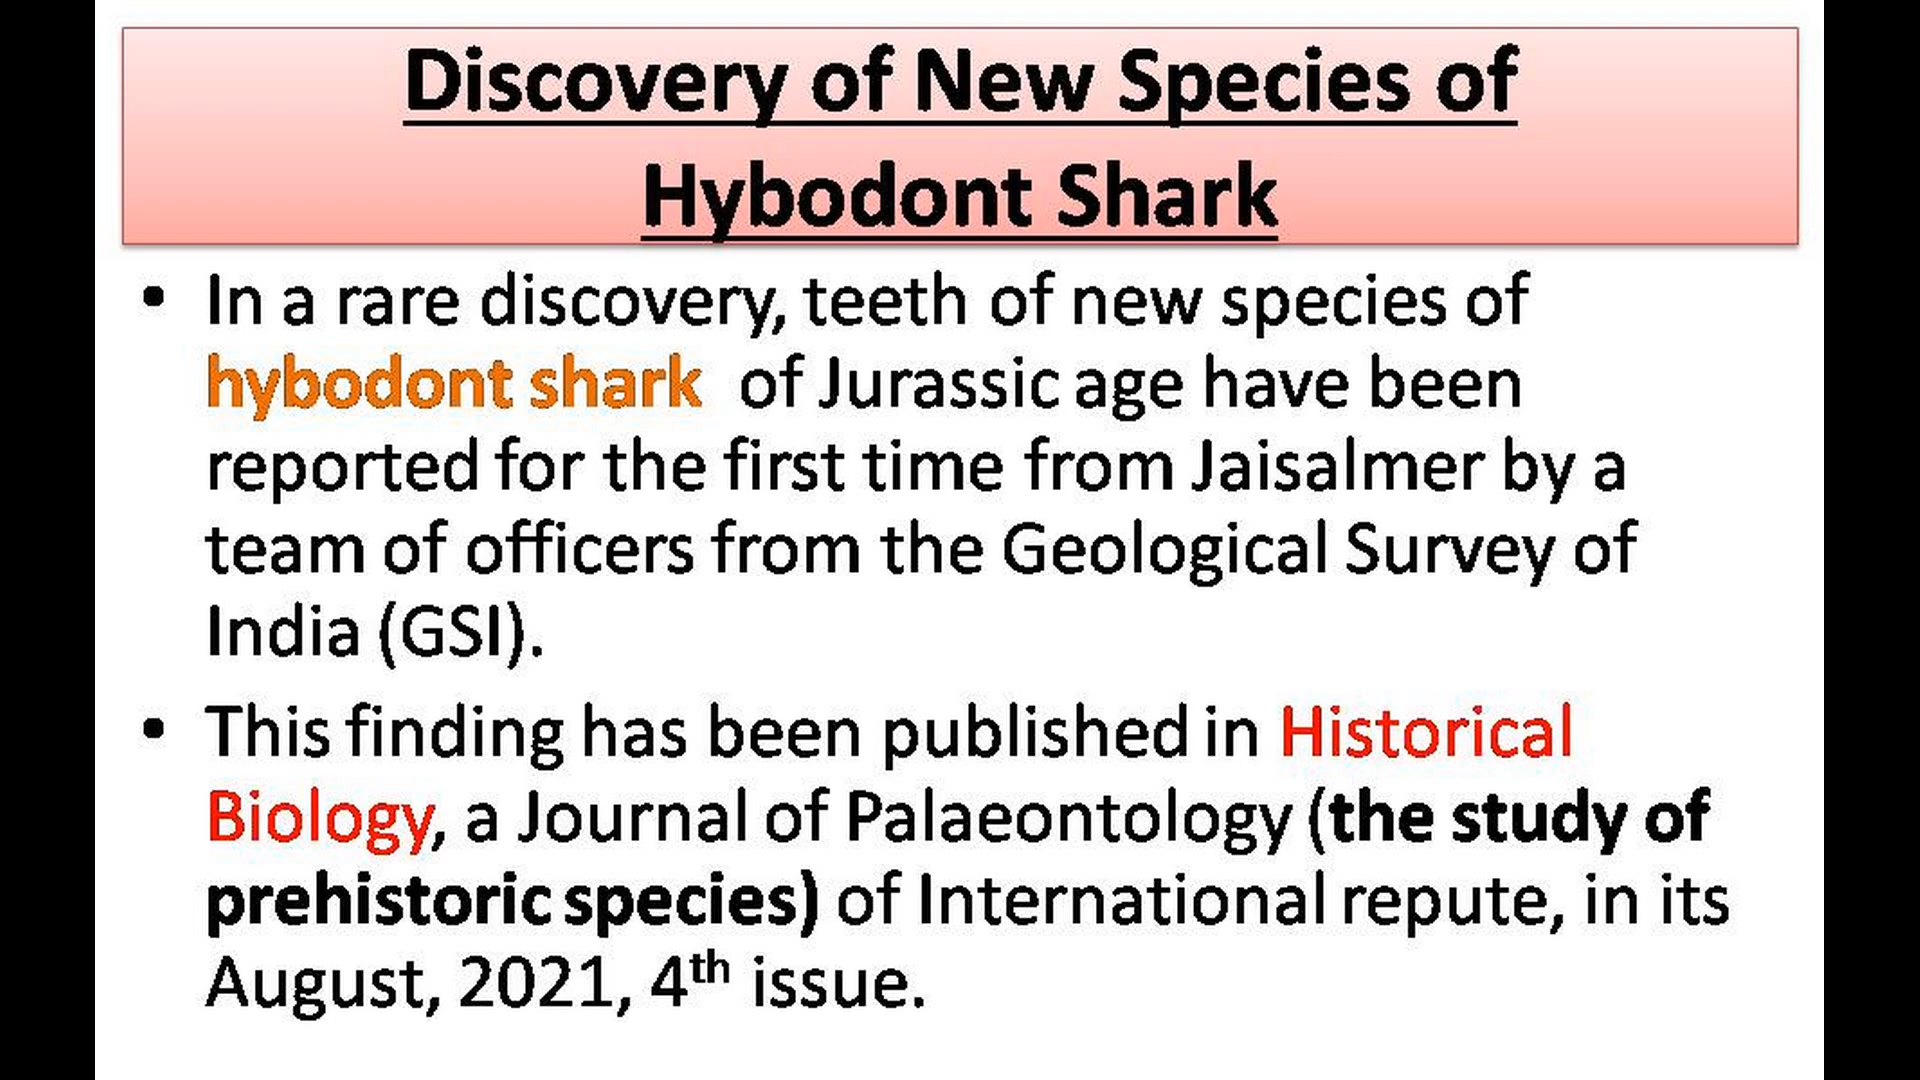 Discovery of New Species of
Hybodont Shark
• In a rare discovery, teeth of new species of
hybodont shark of Jurassic age have been
reported for the first time from Jaisalmer by a
team of officers from the Geological Survey of
India (GSI).
• This finding has been published in Historical
Biology, a Journal of Palaeontology (the study of
prehistoric species) of International repute, in its
August, 2021, 4th issue.